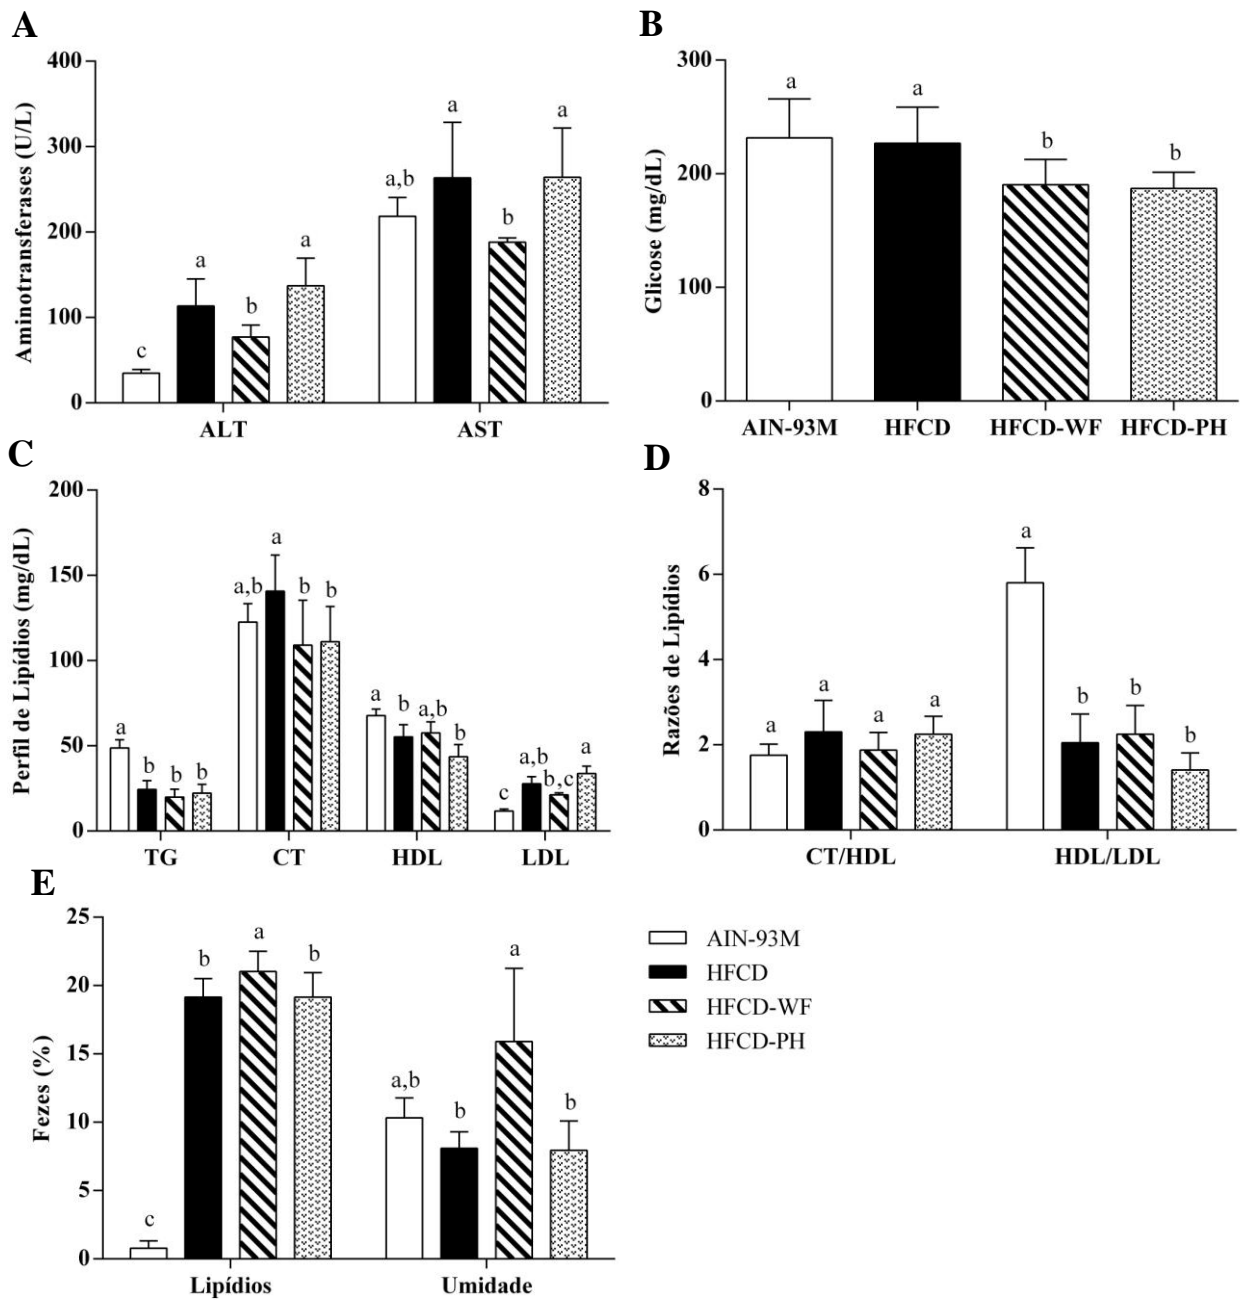 A
Aminotransferases (U/L)
400
300
200
100
0
c
a
b
a
a,b
a
b
a
ALT
AST
B
Glicose (mg/dL)
300
200
100
0
a
a
b
b
AIN-93M
HFCD
HFCD-WF
HFCD-PH
C
Perfil de Lipídios (mg/dL)
200
150
100
50
0
a
b
b
b
a,b
a
b
b
a
b
a,b
b
c
a,b
b,c
a
TG
CT
HDL
LDL
D
Razões de Lipídios
8
6
4
2
0
a
a
a
a
a
b
b
b
CT/HDL
HDL/LDL
E
Fezes (%)
25
20
15
10
5
0
c
b
a
b
a,b
b
a
b
Lipídios
Umidade
AIN-93M
HFCD
HFCD-WF
HFCD-PH